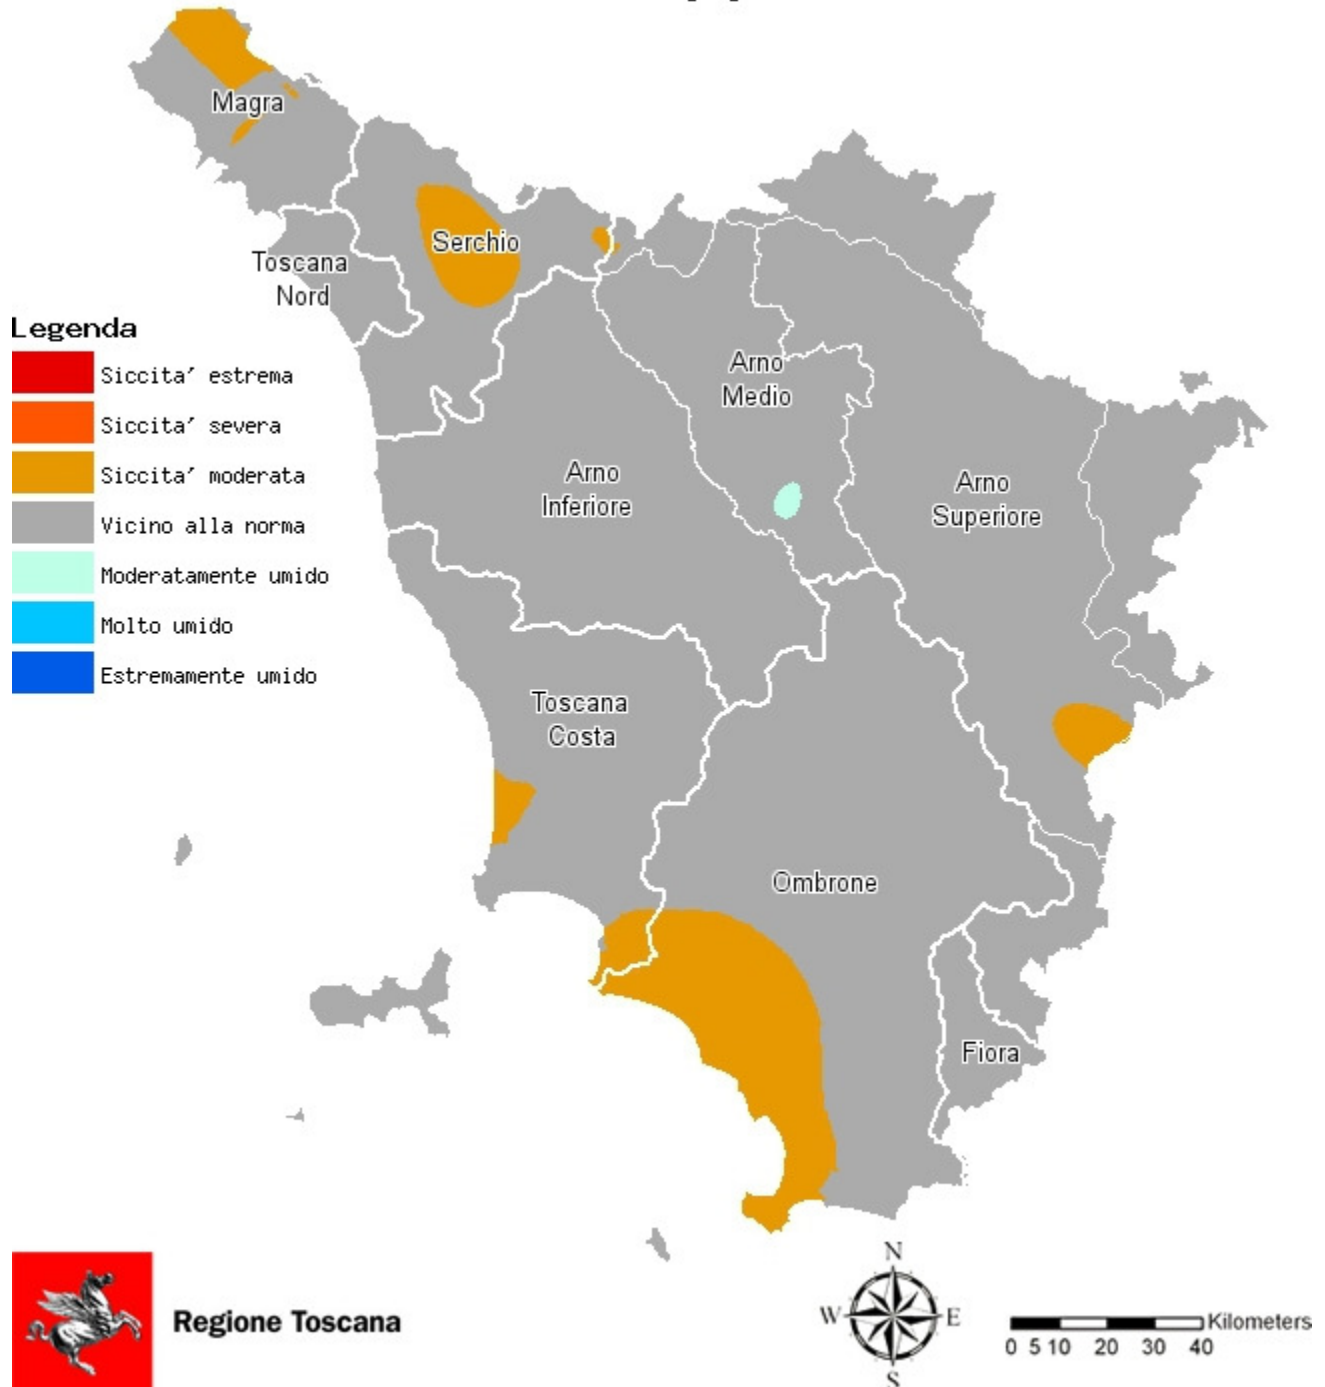 Magra
Serchio
Toscana
Nord
Legenda
Siccita' estrema
Siccita' severa
Siccita' moderata
Vicino alla norma
Moderatamente umido
Molto umido
Estremamente umido
Arno
Medio
Arno
Inferiore
Arno
Superiore
Toscana
Costa
Ombrone
Fiora
Regione Toscana
N
W
E
S
Kilometers
0 5 10 20 30 40